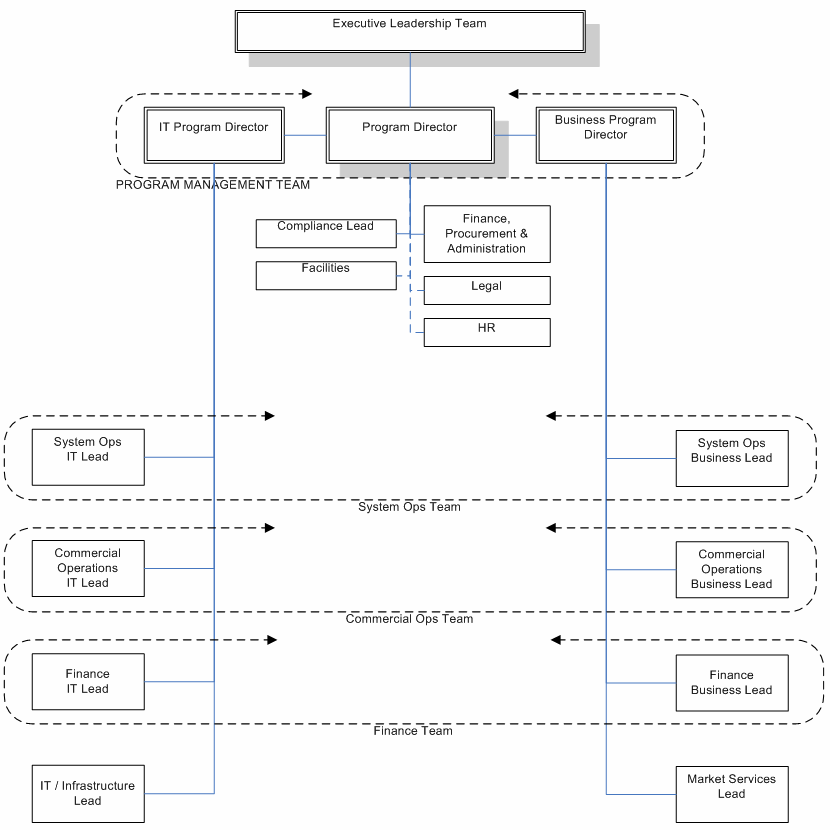 Executive Leadership Team
IT Program Director
Program Director
Business Program
Director
PROGRAM MANAGEMENT TEAM
Compliance Lead
Finance,
Procurement &
Administration
Facilities
Legal
HR
System Ops
IT Lead
System Ops
Business Lead
System Ops Team
Commercial
Operations
IT Lead
Commercial
Operations
Business Lead
Commercial Ops Team
Finance
IT Lead
Finance
Business Lead
Finance Team
IT / Infrastructure
Lead
Market Services
Lead